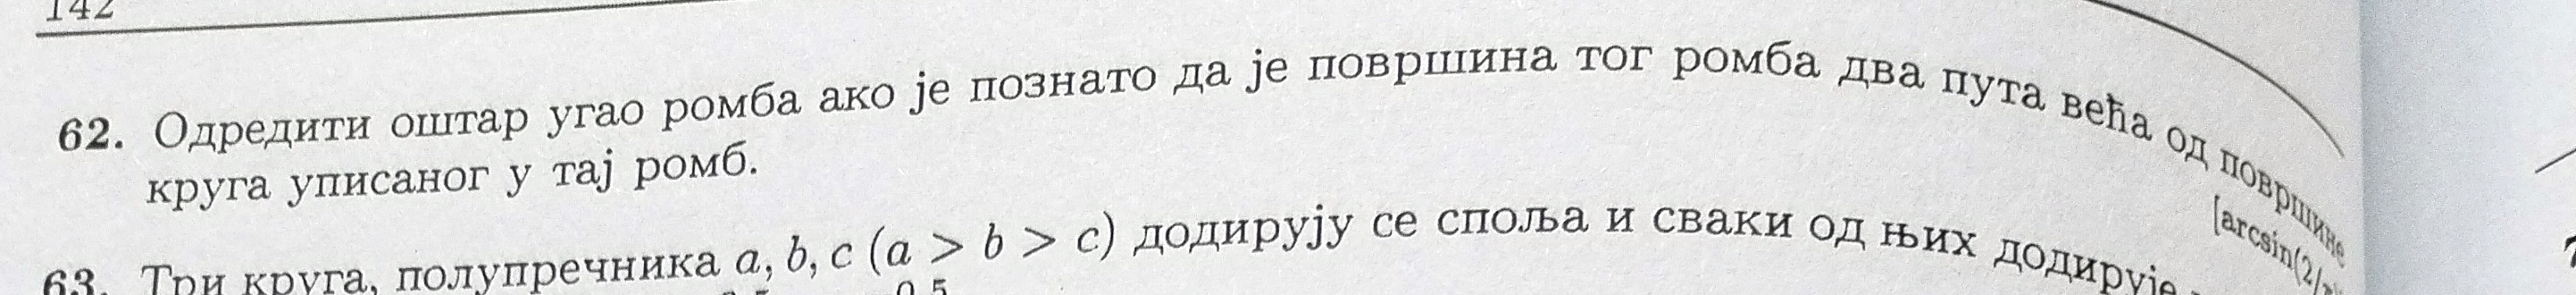 142
62. Одредити оштар угао ромба ако је познато да је површина тог ромба два пута већа од површине
круга уписаног у тај ромб.
[arcsin(2/
63. Три круга, полупречника a, b, c (a > b > c) додирују се споља и сваки од њих додирује